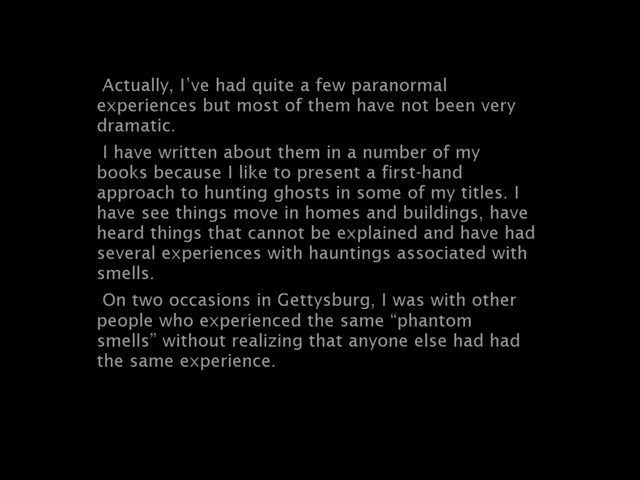 Actually, I've had quite a few paranormal
experiences but most of them have not been very
dramatic.
I have written about them in a number of my
books because I like to present a first-hand
approach to hunting ghosts in some of my titles. I
have see things move in homes and buildings, have
heard things that cannot be explained and have had
several experiences with hauntings associated with
smells.
On two occasions in Gettysburg, I was with other
people who experienced the same “phantom
smells” without realizing that anyone else had had
the same experience.